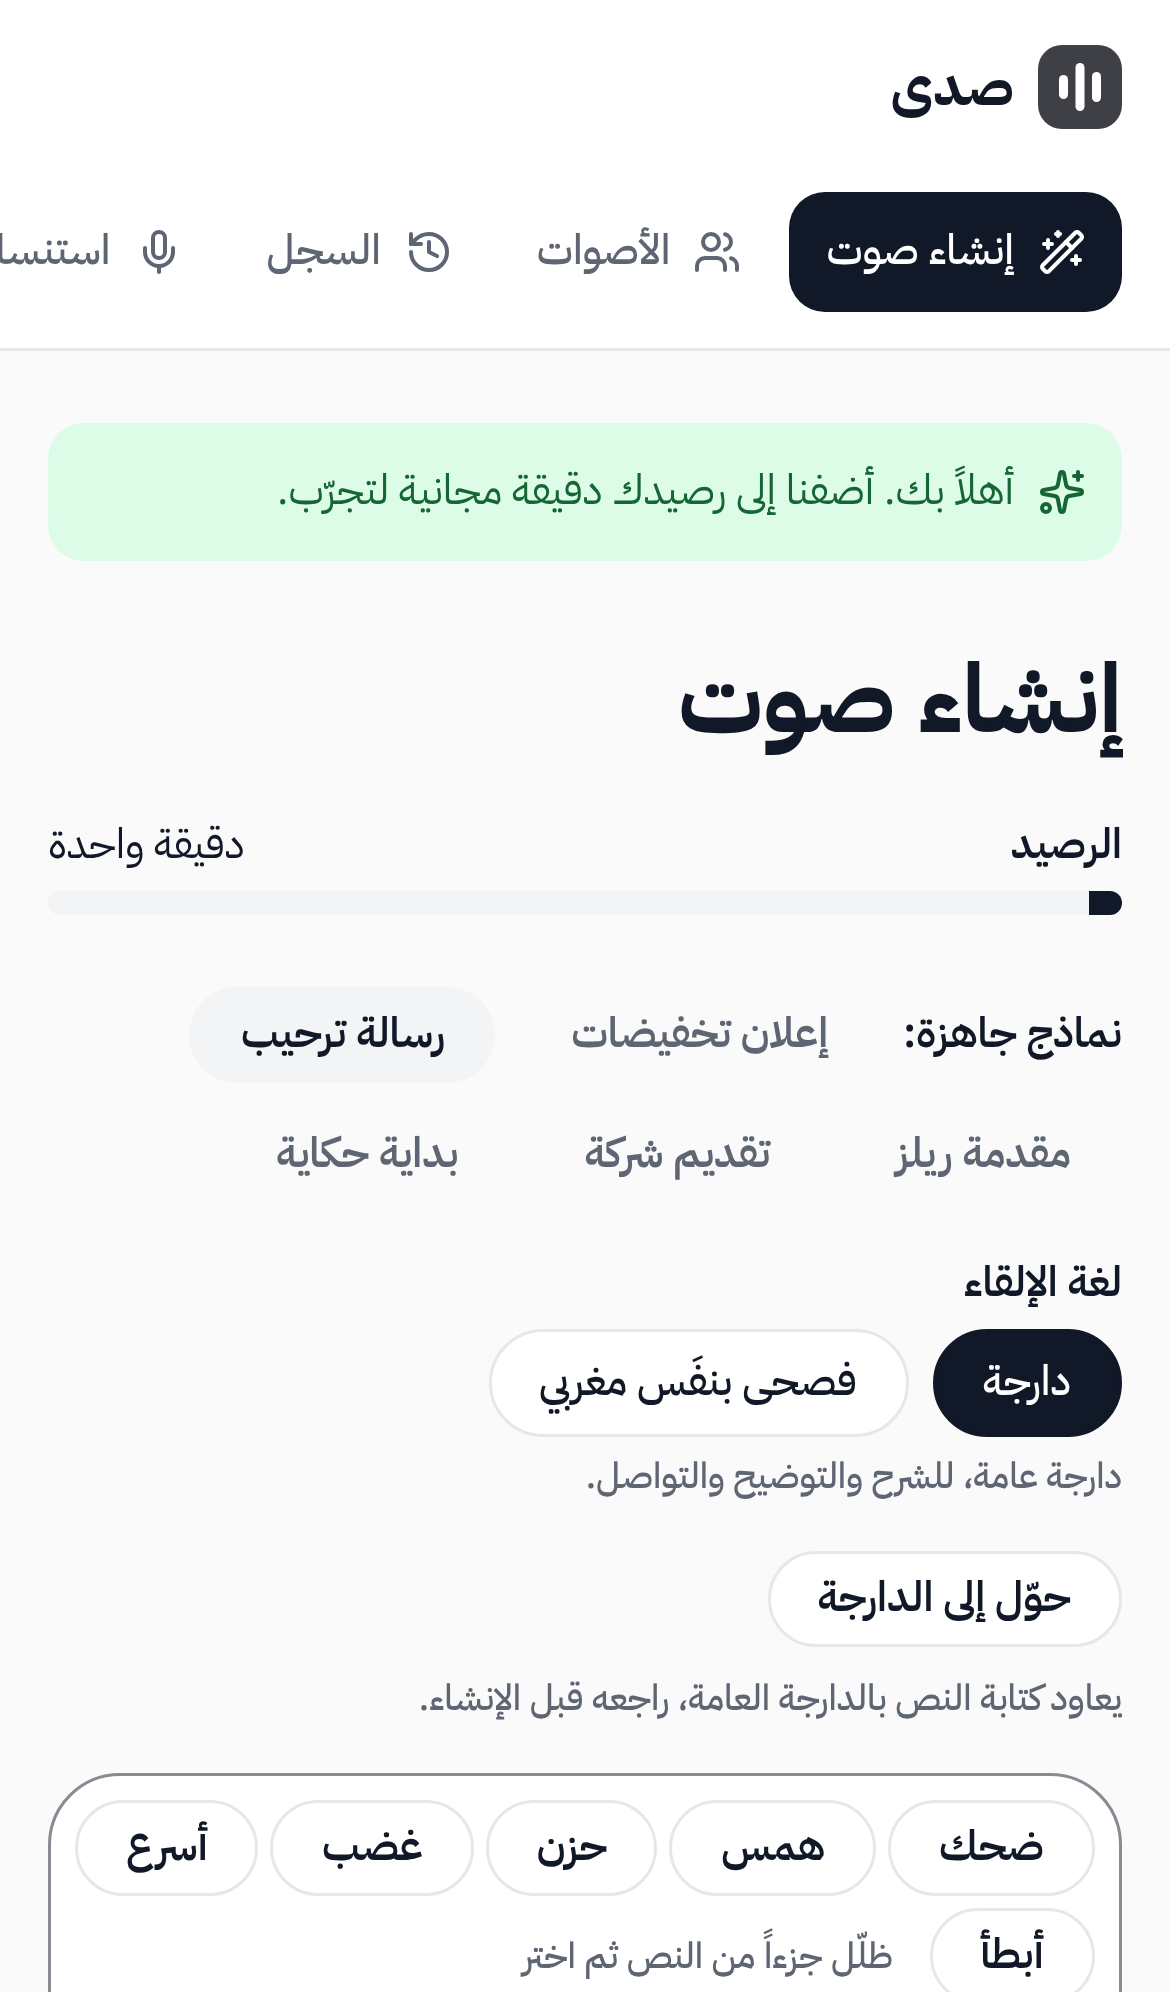 صدى
إنشاء صوت الأصوات السجل
أهلاً بك. أضفنا إلى رصيدك دقيقة مجانية لتجرّب.
إنشاء صوت
الرصيد دقيقة واحدة
نماذج جاهزة: إعلان تخفيضات رسالة ترحيب
مقدمة ريلز تقديم شركة بداية حكاية
لغة الإلقاء
دارجة فصحى بنفَس مغربي
دارجة عامة، للشرح والتوضيح والتواصل.
حوّل إلى الدارجة
يعاود كتابة النص بالدارجة العامة، راجعه قبل الإنشاء.
ضحك همس حزن غضب أسرع
أبطأ ظلّل جزءاً من النص ثم اختر